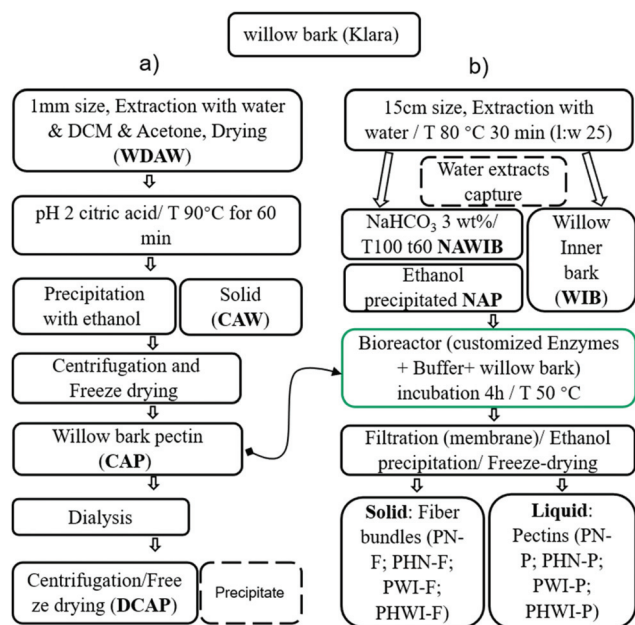 willow bark (Klara)
a)
1mm size, Extraction with water
& DCM & Acetone, Drying
(WDAW)
pH 2 citric acid/ T 90°C for 60
min
Precipitation
with ethanol
Solid
(CAW)
Centrifugation and
Freeze drying
Willow bark pectin
(CAP)
Dialysis
Centrifugation/Free
ze drying (DCAP)
Precipitate
b)
15cm size, Extraction with
water / T 80 °C 30 min (l:w 25)
Water extracts
capture
NaHCO₃ 3 wt%/
T100 t60 NAWIB
Ethanol
precipitated NAP
Willow
Inner
bark
(WIB)
Bioreactor (customized Enzymes
+ Buffer+ willow bark)
incubation 4h / T 50 °C
Filtration (membrane)/ Ethanol
precipitation/ Freeze-drying
Solid: Fiber
bundles (PN-
F; PHN-F;
PWI-F;
PHWI-F)
Liquid:
Pectins (PN-
P; PHN-P;
PWI-P;
PHWI-P)